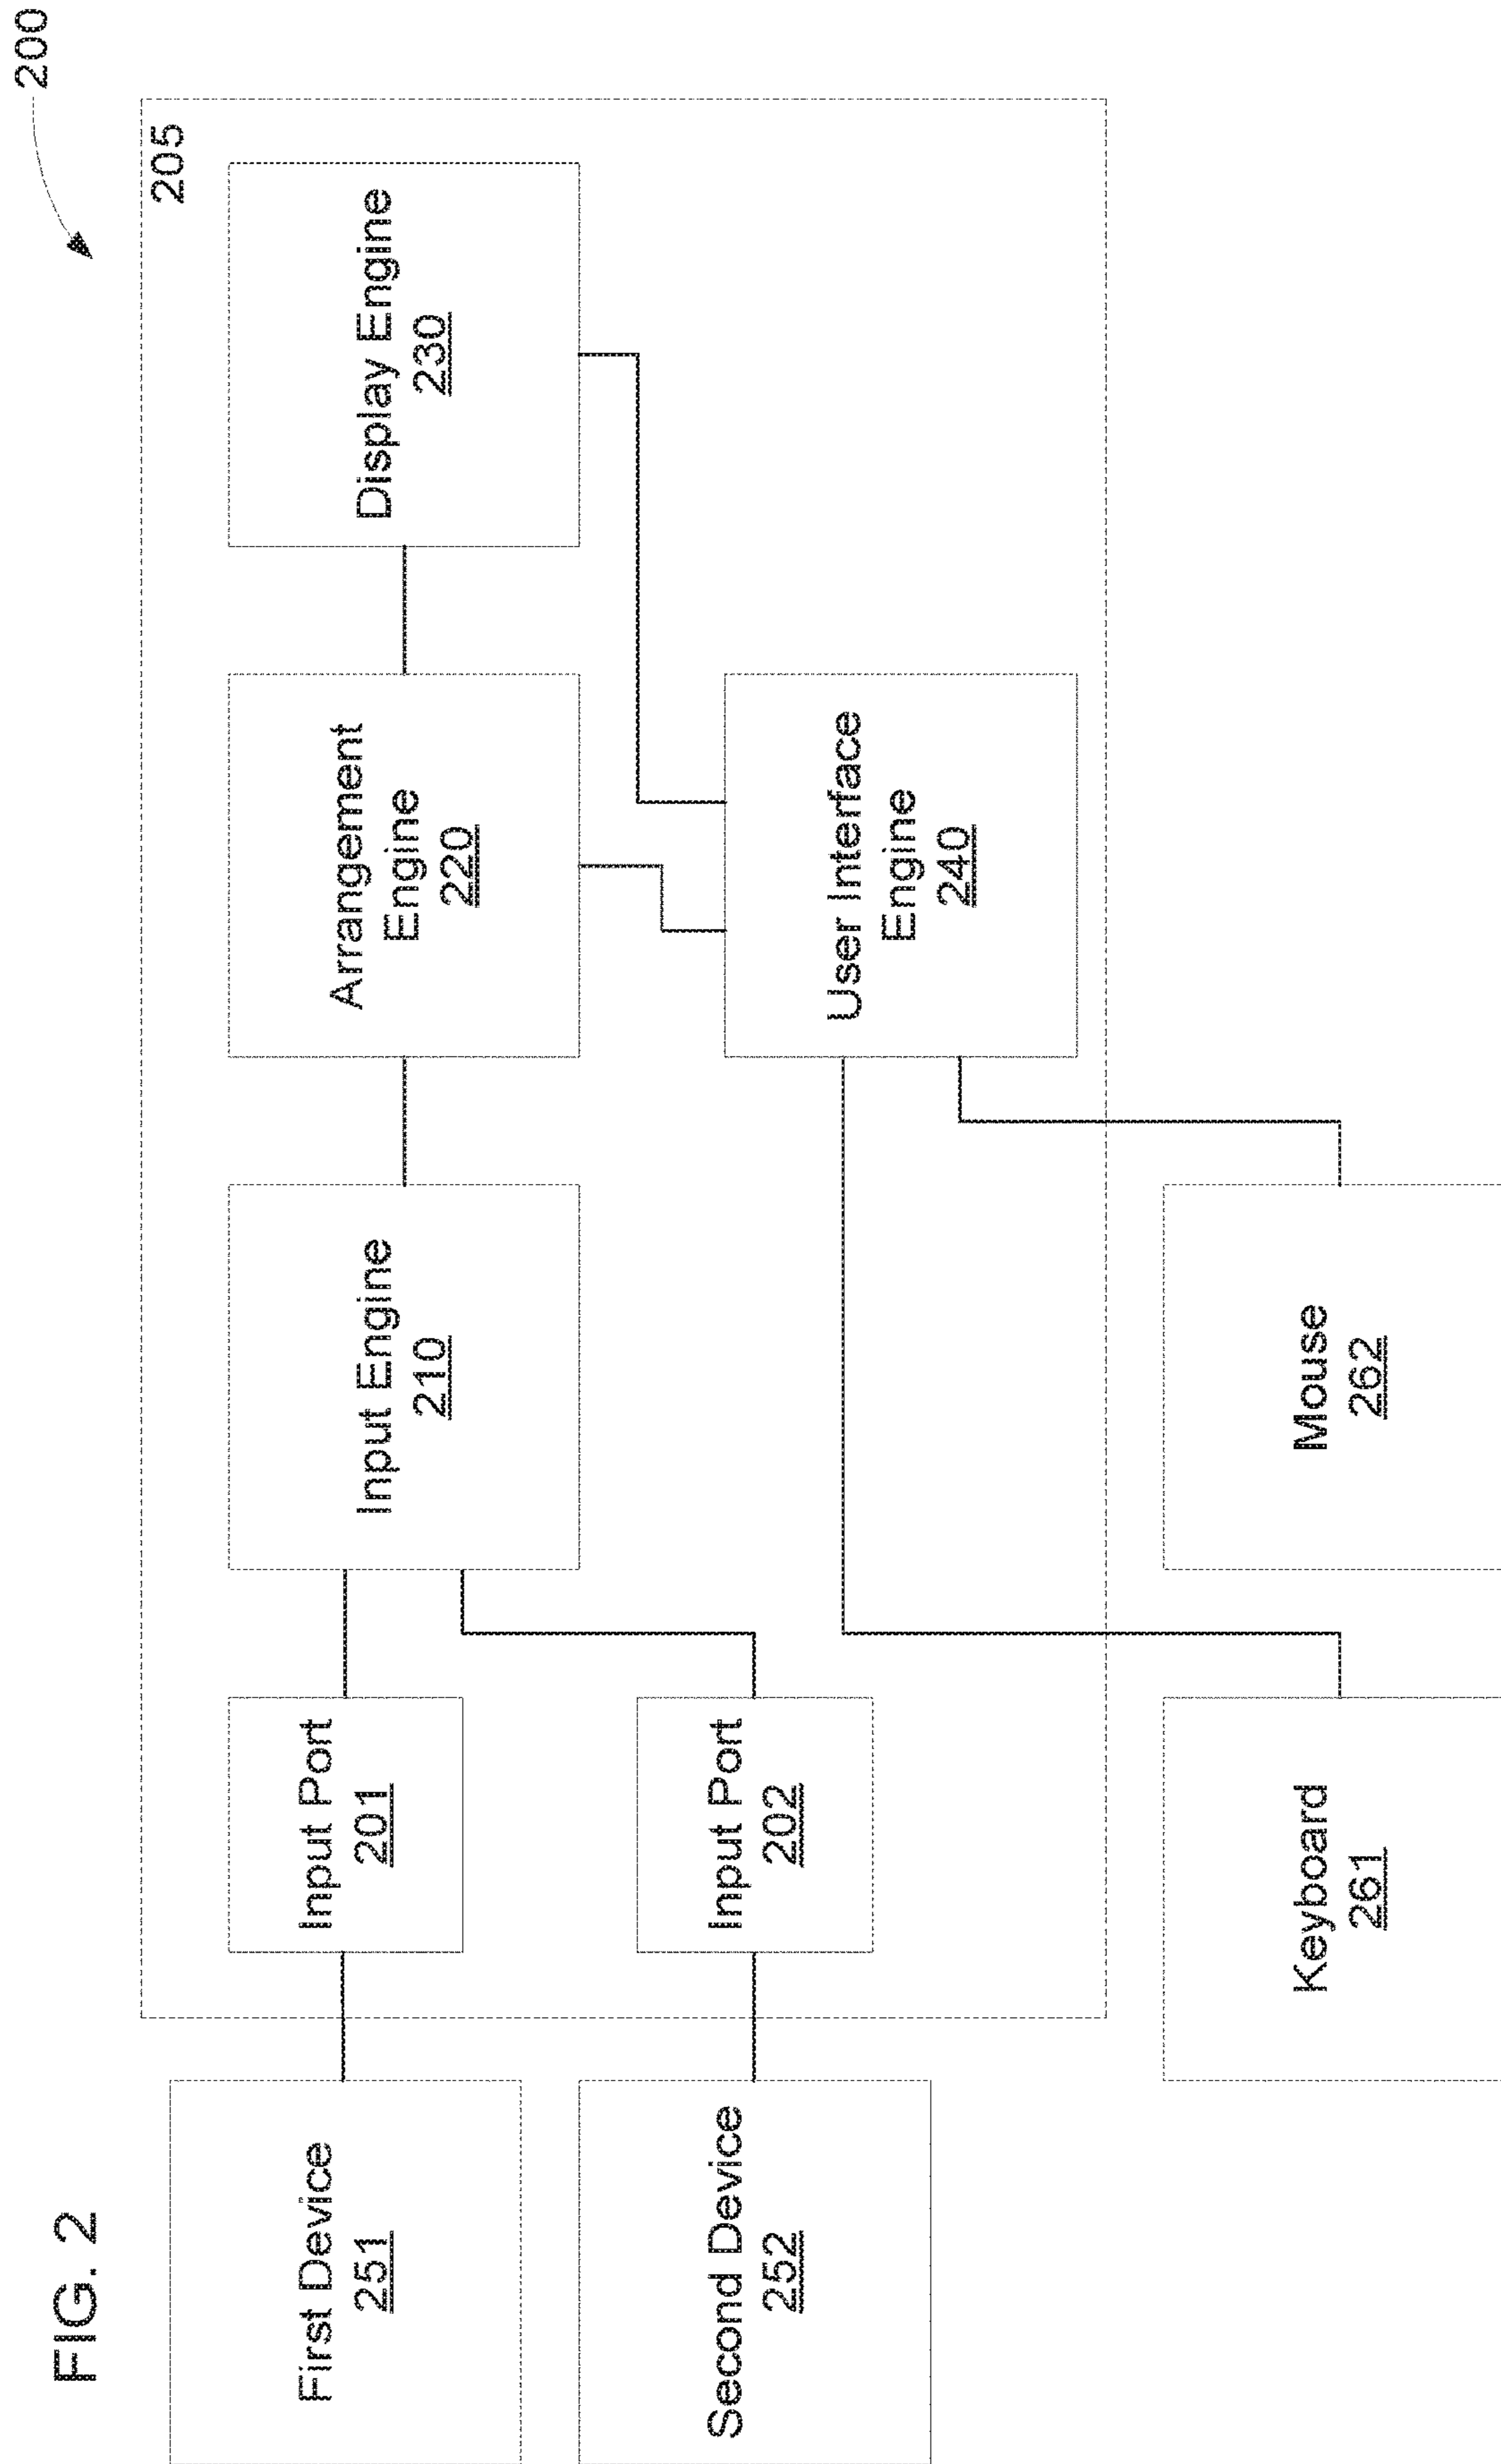 FIG. 2
200
205
First Device
251
Input Port
201
Input Engine
210
Arrangement
Engine
220
Display Engine
230
Second Device
252
Input Port
202
User Interface
Engine
240
Keyboard
261
Mouse
262